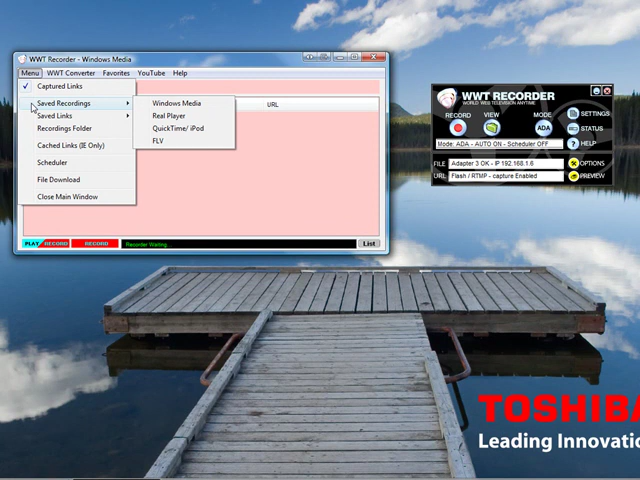 WWT Recorder - Windows Media
Menu WWT Converter Favorites YouTube Help
Captured Links
Saved Recordings
Saved Links
Recordings Folder
Cached Links (IE Only)
Scheduler
File Download
Close Main Window
Windows Media
Real Player
QuickTime/ iPod
FLV
URL
PLAY RECORD RECORD Recorder Waiting... List
WWT RECORDER
WORLD WEB TELEVISION ANYTIME
RECORD VIEW MODE
ADA
SETTINGS
STATUS
HELP
Mode: ADA - AUTO ON - Scheduler OFF
FILE Adapter 3 OK - IP 192.168.1.6 OPTIONS
URL Flash / RTMP - capture Enabled PREVIEW
TOSHIBA
Leading Innovatio